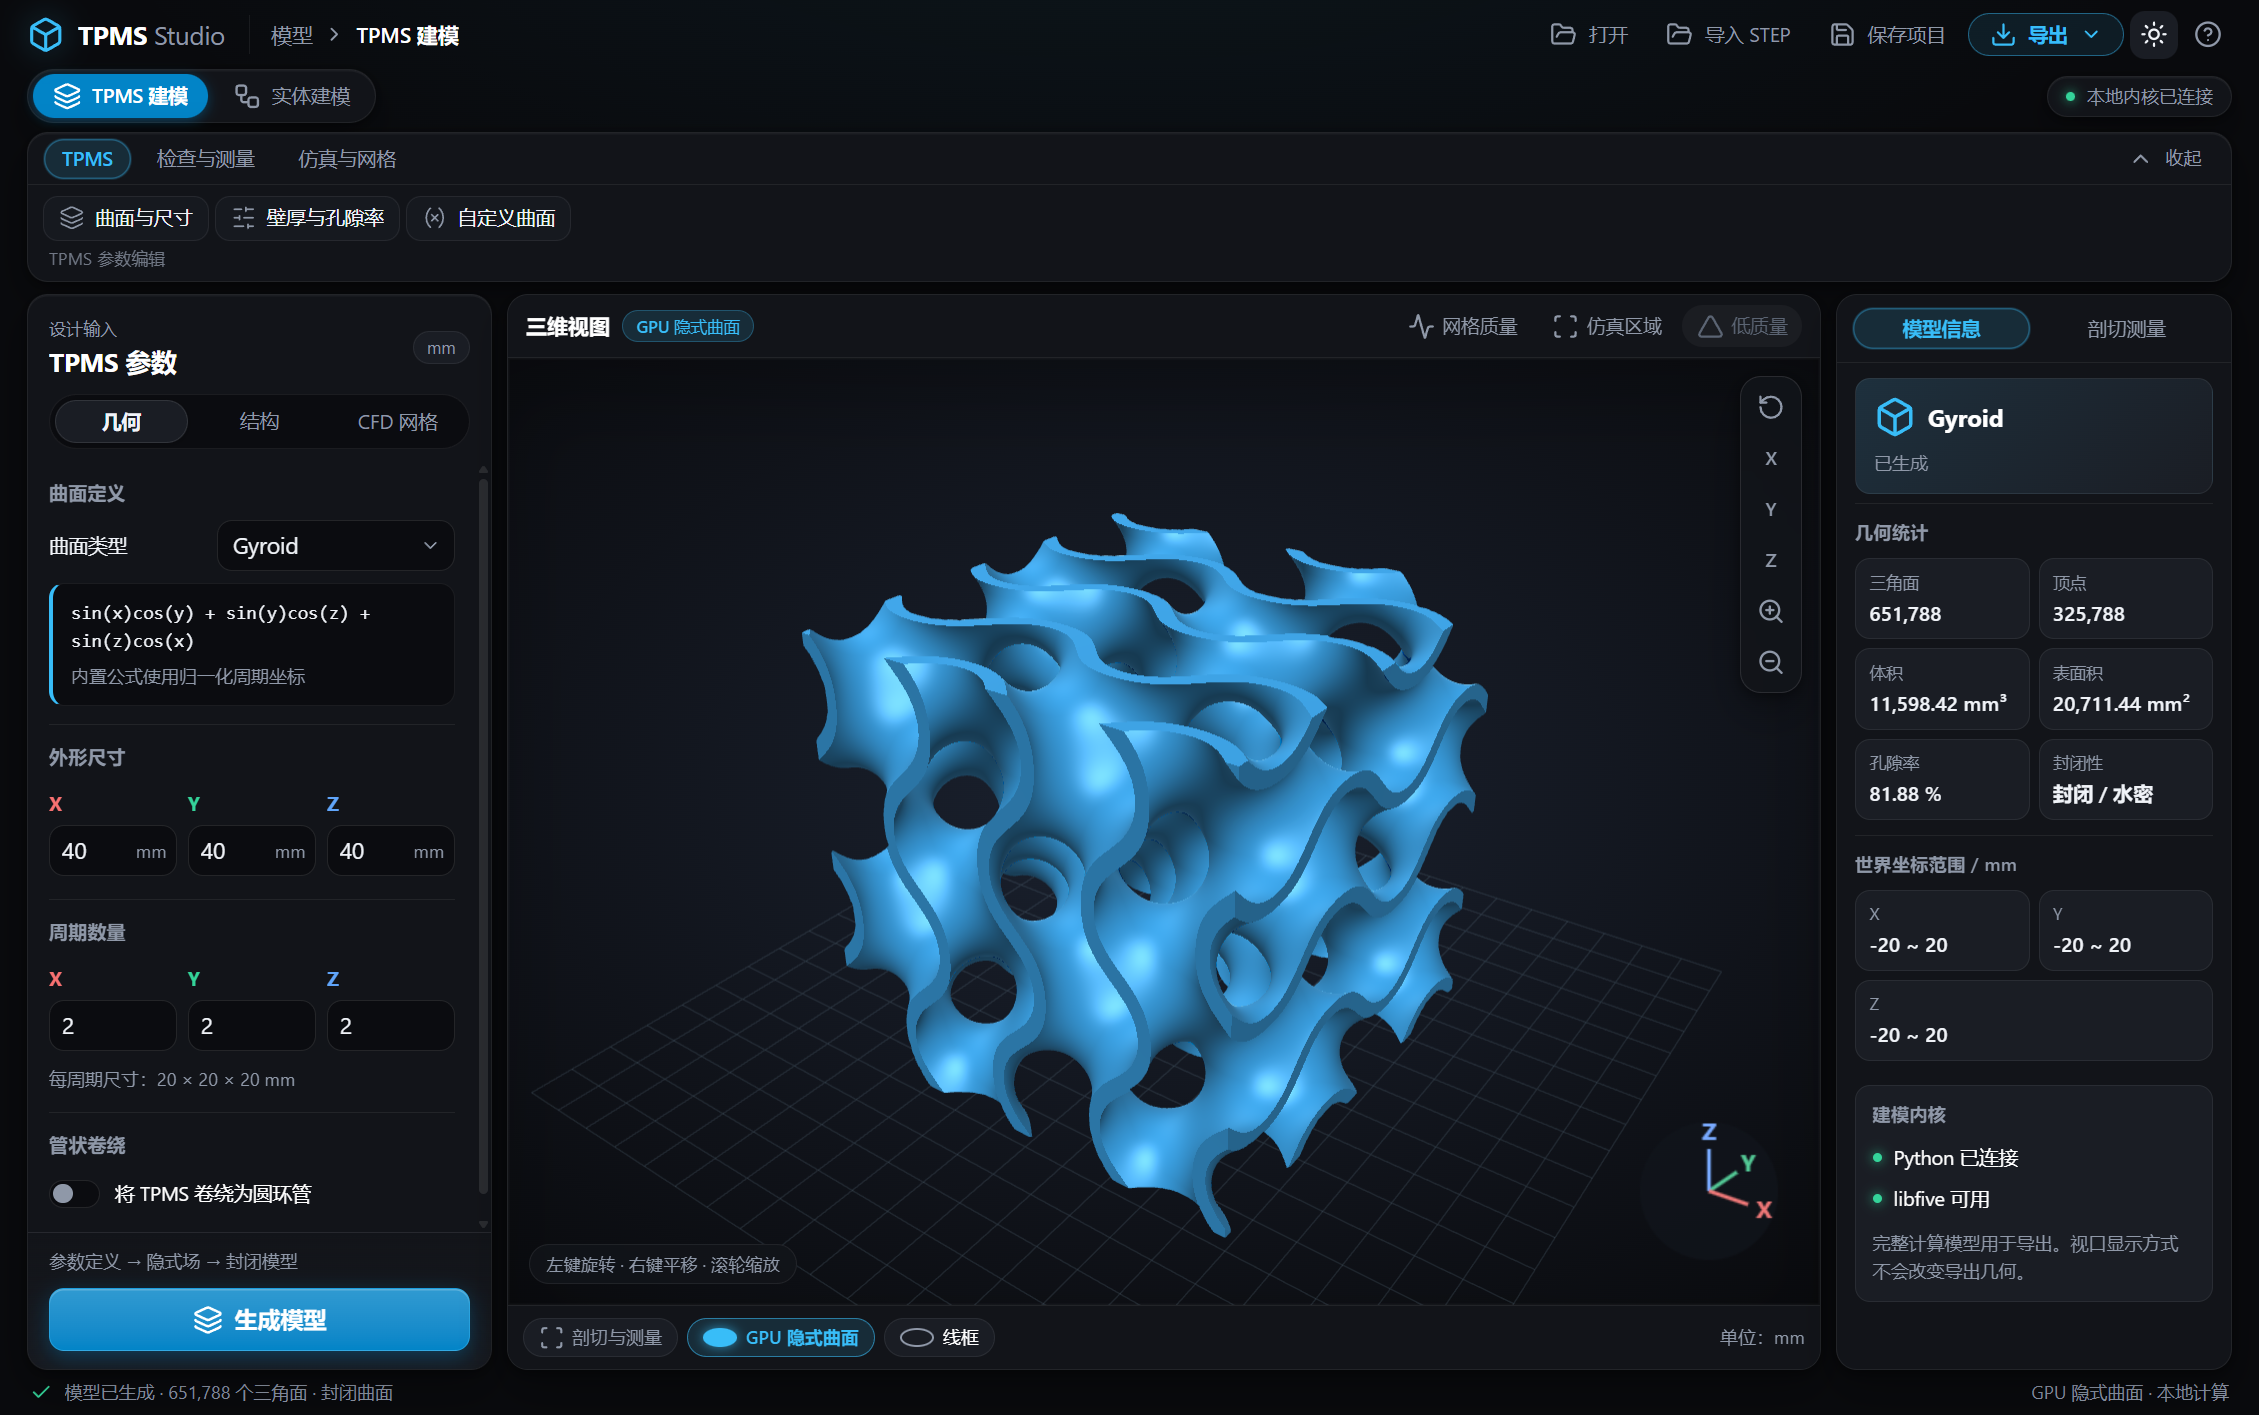 TPMS Studio
模型 > TPMS 建模
打开
导入 STEP
保存项目
导出
TPMS 建模
实体建模
本地内核已连接
TPMS
检查与测量
仿真与网格
收起
曲面与尺寸
壁厚与孔隙率
自定义曲面
TPMS 参数编辑
设计输入
TPMS 参数
mm
几何
结构
CFD 网格
曲面定义
曲面类型
Gyroid
sin(x)cos(y) + sin(y)cos(z) +
sin(z)cos(x)
内置公式使用归一化周期坐标
外形尺寸
X Y Z
40 mm 40 mm 40 mm
周期数量
X Y Z
2 2 2
每周期尺寸：20 × 20 × 20 mm
管状卷绕
将 TPMS 卷绕为圆环管
参数定义 → 隐式场 → 封闭模型
生成模型
三维视图
GPU 隐式曲面
网格质量
仿真区域
低质量
X
Y
Z
Z
Y
X
左键旋转 · 右键平移 · 滚轮缩放
剖切与测量
GPU 隐式曲面
线框
单位：mm
模型信息
剖切测量
Gyroid
已生成
几何统计
三角面
651,788
顶点
325,788
体积
11,598.42 mm³
表面积
20,711.44 mm²
孔隙率
81.88 %
封闭性
封闭 / 水密
世界坐标范围 / mm
X
-20 ~ 20
Y
-20 ~ 20
Z
-20 ~ 20
建模内核
Python 已连接
libfive 可用
完整计算模型用于导出。视口显示方式
不会改变导出几何。
模型已生成 · 651,788 个三角面 · 封闭曲面
GPU 隐式曲面 · 本地计算